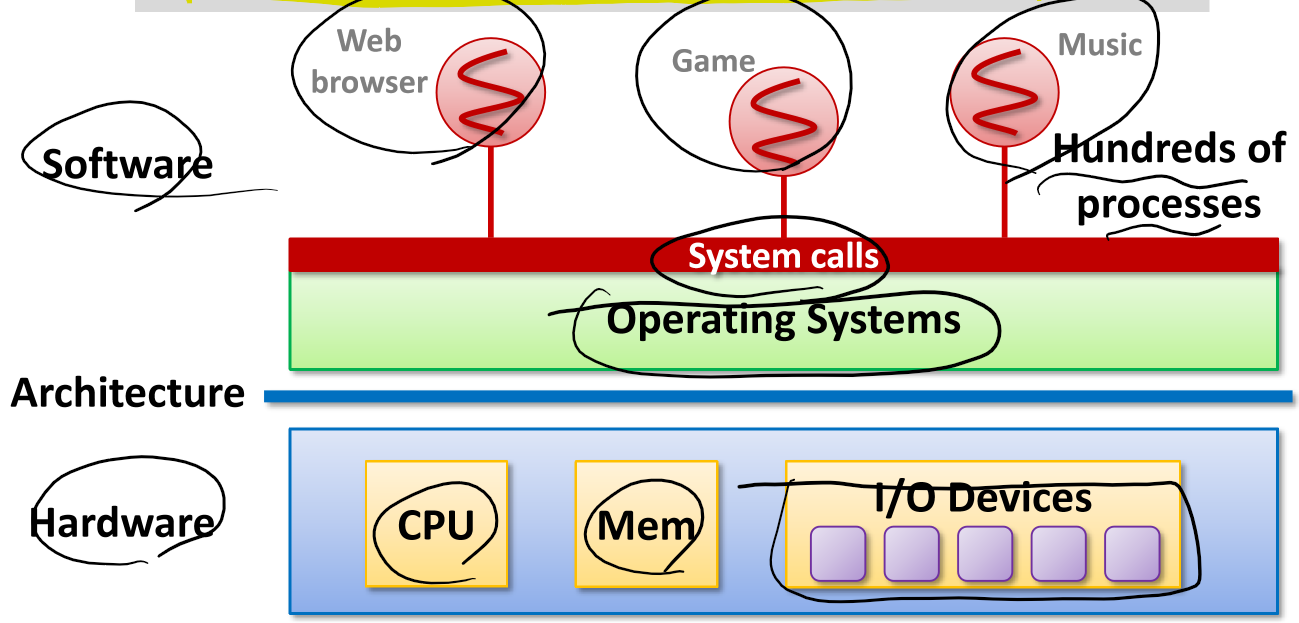 Web
browser
Game
Music
Software
Hundreds of
processes
System calls
Operating Systems
Architecture
Hardware
CPU
Mem
I/O Devices